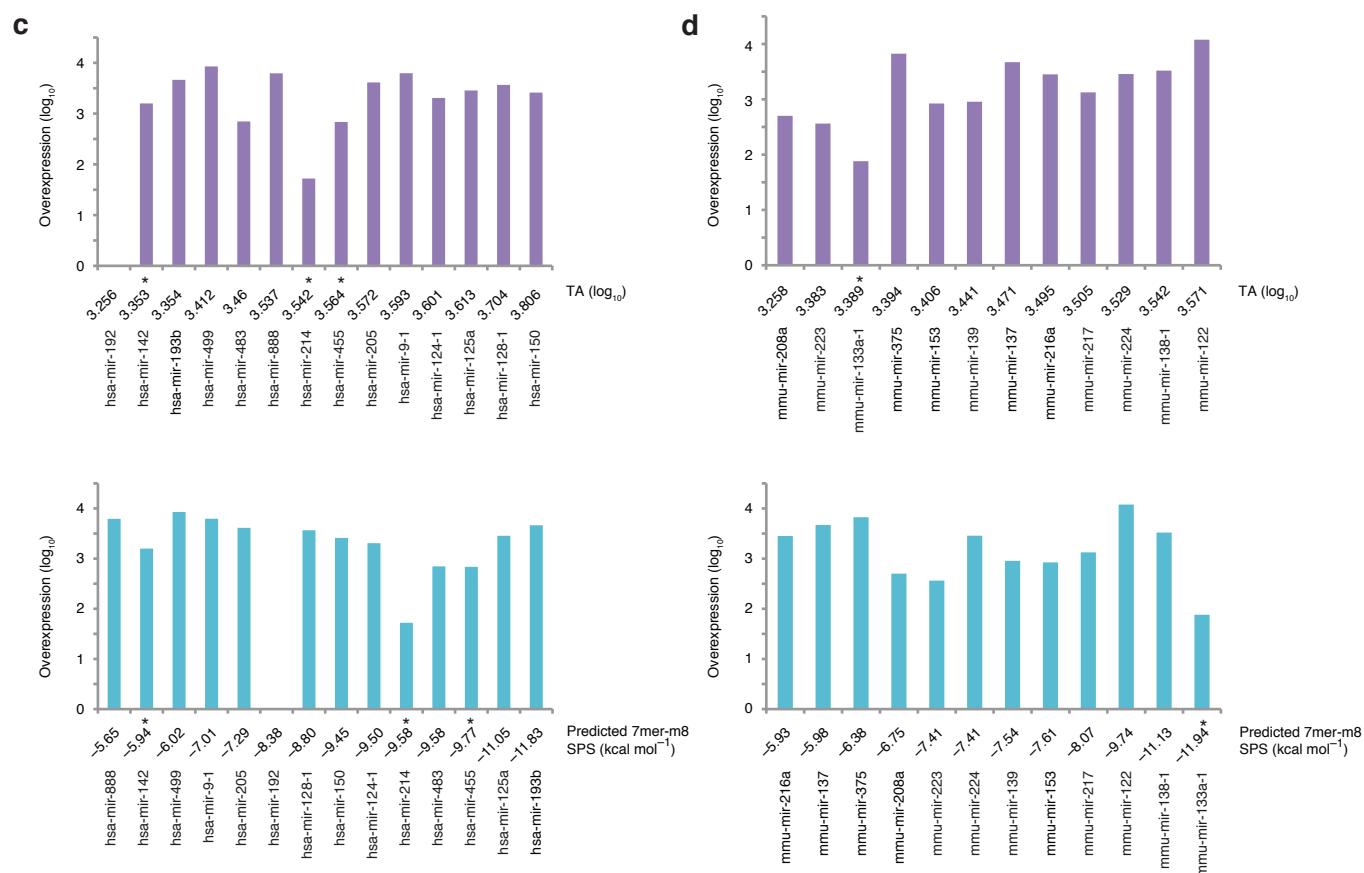 c
Overexpression (log10)
4
3
2
1
0
3.256 3.353 * 3.354 3.412 3.46 3.537 3.542 * 3.564 * 3.572 3.593 3.601 3.613 3.704 3.806
TA (log10)
hsa-mir-192
hsa-mir-142
hsa-mir-193b
hsa-mir-499
hsa-mir-483
hsa-mir-888
hsa-mir-214
hsa-mir-455
hsa-mir-205
hsa-mir-9-1
hsa-mir-124-1
hsa-mir-125a
hsa-mir-128-1
hsa-mir-150
d
Overexpression (log10)
4
3
2
1
0
3.258 3.383 3.389 * 3.394 3.406 3.441 3.471 3.495 3.505 3.529 3.542 3.571
TA (log10)
mmu-mir-208a
mmu-mir-223
mmu-mir-133a-1
mmu-mir-375
mmu-mir-153
mmu-mir-139
mmu-mir-137
mmu-mir-216a
mmu-mir-217
mmu-mir-224
mmu-mir-138-1
mmu-mir-122
Overexpression (log10)
4
3
2
1
0
–5.65 –5.94 * –6.02 –7.01 –7.29 –8.38 –8.80 –9.45 –9.50 –9.58 * –9.58 –9.77 * –11.05 –11.83
Predicted 7mer-m8
SPS (kcal mol−1)
hsa-mir-888
hsa-mir-142
hsa-mir-499
hsa-mir-9-1
hsa-mir-205
hsa-mir-192
hsa-mir-128-1
hsa-mir-150
hsa-mir-124-1
hsa-mir-214
hsa-mir-483
hsa-mir-455
hsa-mir-125a
hsa-mir-193b
Overexpression (log10)
4
3
2
1
0
–5.93 –5.98 –6.38 –6.75 –7.41 –7.41 –7.54 –7.61 –8.07 –9.74 –11.13 –11.94 *
Predicted 7mer-m8
SPS (kcal mol−1)
mmu-mir-216a
mmu-mir-137
mmu-mir-375
mmu-mir-208a
mmu-mir-223
mmu-mir-224
mmu-mir-139
mmu-mir-153
mmu-mir-217
mmu-mir-122
mmu-mir-138-1
mmu-mir-133a-1